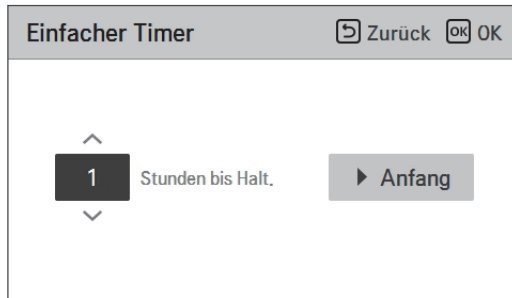 Einfacher Timer Zurück OK OK
1 Stunden bis Halt. Anfang